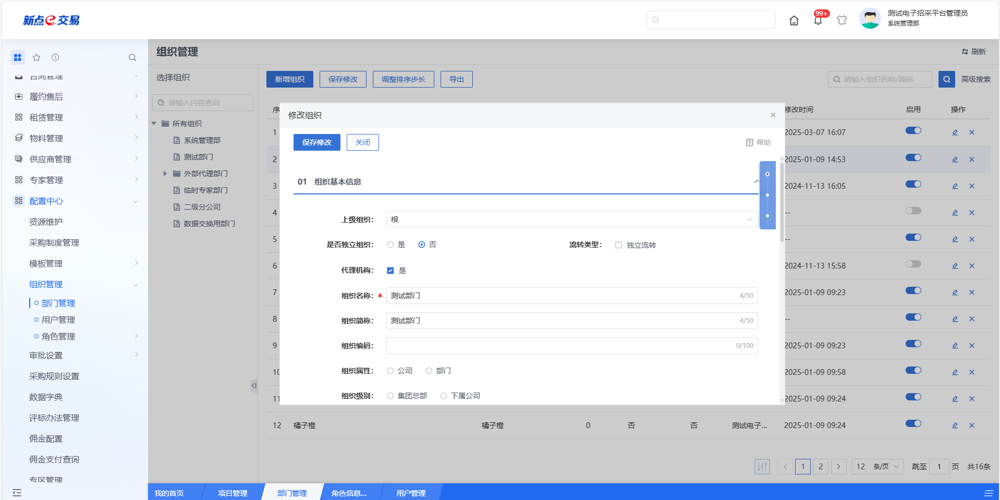 新点e交易
99+
测试电子招采平台管理员
系统管理部
合同管理
履约售后
租赁管理
物料管理
供应商管理
专家管理
配置中心
资源维护
采购制度管理
模板管理
组织管理
部门管理
用户管理
角色管理
审批设置
采购规则设置
数据字典
评标办法管理
佣金配置
佣金支付查询
专区管理
组织管理
刷新
选择组织
请输入内容查询
所有组织
系统管理部
测试部门
外部代理部门
临时专家部门
二级分公司
数据交换用部门
新增组织 保存修改 调整排序步长 导出
请输入组织名称/简称 高级搜索
序 修改时间 启用 操作
1 2025-03-07 16:07
2 2025-01-09 14:53
3 2024-11-13 16:05
4 --
5 --
6 2024-11-13 15:58
7 2025-01-09 09:23
8 --
9 2025-01-09 09:23
10 2025-01-09 09:58
11 2025-01-09 09:24
12 橘子橙 橘子橙 0 否 否 测试电子... 2025-01-09 09:24
修改组织
保存修改 关闭 帮助
01 组织基本信息
上级组织： 根 ...
是否独立组织： 是 否 流转类型： 独立流转
代理机构： 是
组织名称：* 测试部门 4/50
组织简称： 测试部门 4/50
组织编码： 0/100
组织属性： 公司 部门
组织级别： 集团总部 下属公司
1 2 12 条/页 跳至 1 页 共16条
我的首页 项目管理 部门管理 角色信息... 用户管理